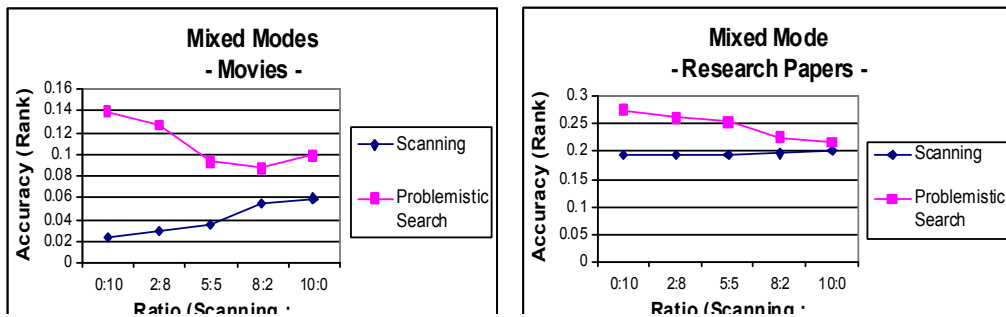 Mixed Modes
- Movies -
Accuracy (Rank)
0.16
0.14
0.12
0.1
0.08
0.06
0.04
0.02
0
0:10 2:8 5:5 8:2 10:0
Ratio (Scanning :
Scanning
Problemistic
Search
Mixed Mode
- Research Papers -
Accuracy (Rank)
0.3
0.25
0.2
0.15
0.1
0.05
0
0:10 2:8 5:5 8:2 10:0
Ratio (Scanning :
Scanning
Problemistic
Search